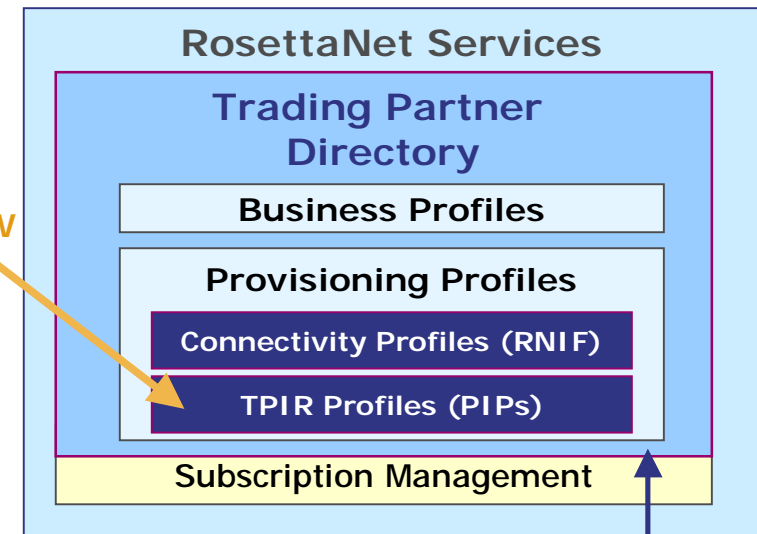 RosettaNet Services
Trading Partner
Directory
Business Profiles
Provisioning Profiles
Connectivity Profiles (RNIF)
TPIR Profiles (PIPs)
Subscription Management